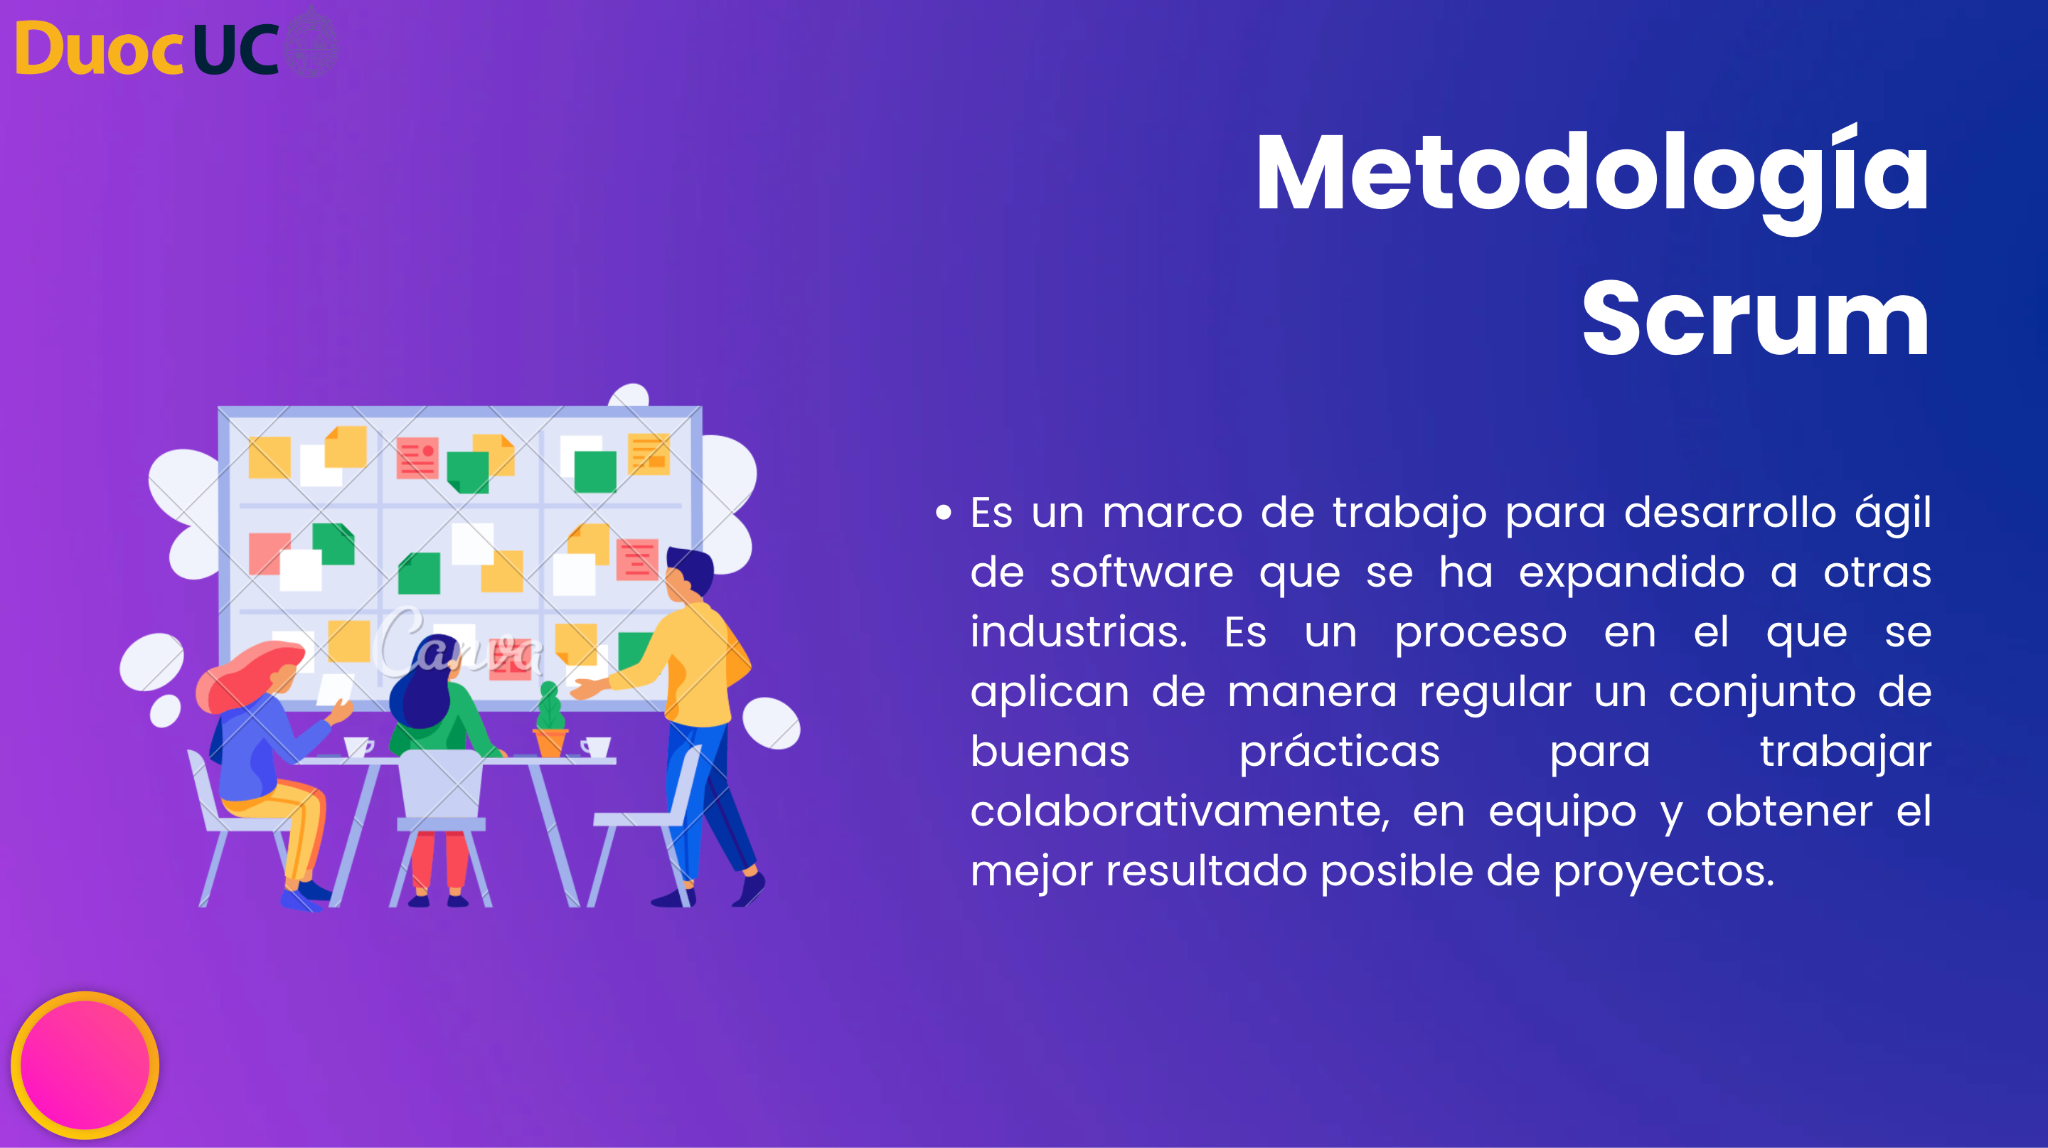 Duoc UC
Metodología
Scrum
• Es un marco de trabajo para desarrollo ágil
de software que se ha expandido a otras
industrias. Es un proceso en el que se
aplican de manera regular un conjunto de
buenas prácticas para trabajar
colaborativamente, en equipo y obtener el
mejor resultado posible de proyectos.
Canva